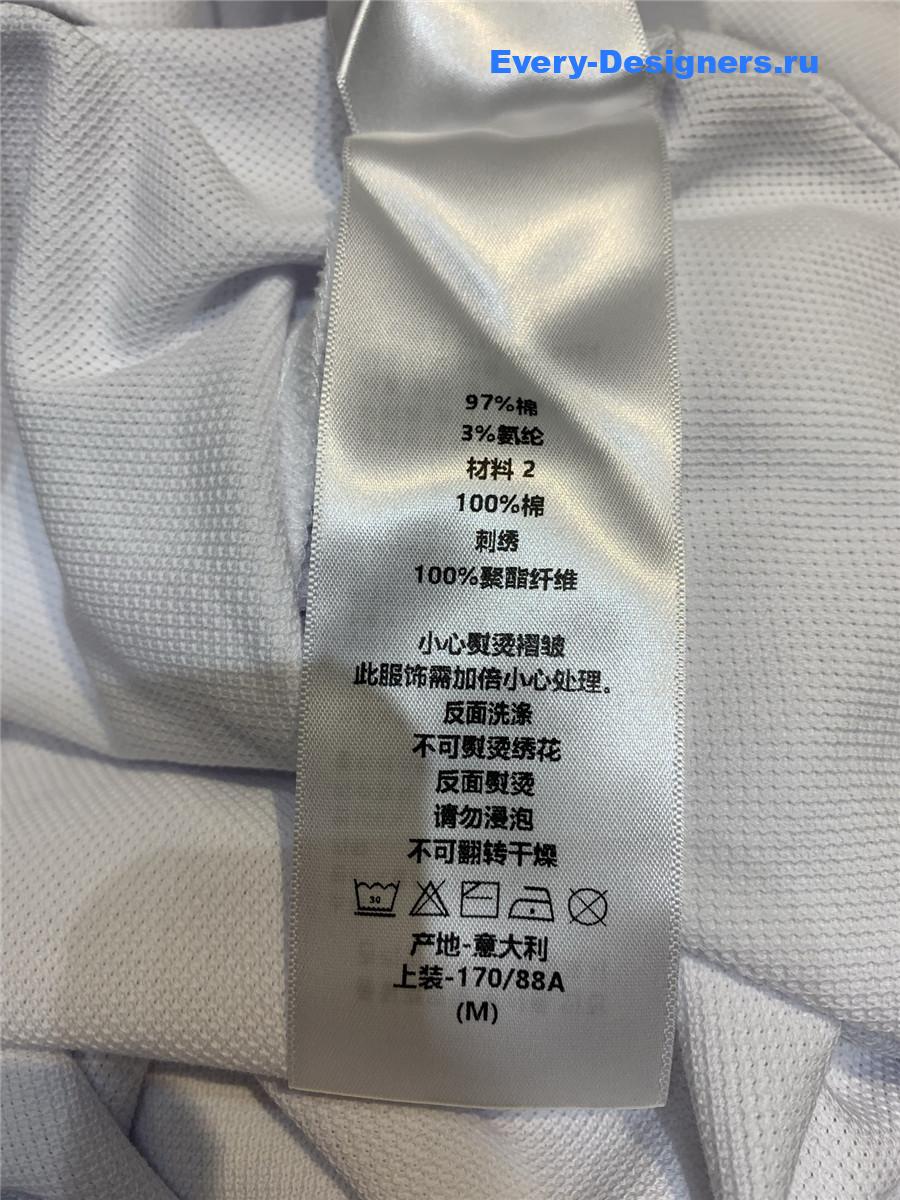 Every-Designers.ru
97%棉
3%氨纶
材料 2
100%棉
刺绣
100%聚酯纤维
小心熨烫褶皱
此服饰需加倍小心处理。
反面洗涤
不可熨烫绣花
反面熨烫
请勿浸泡
不可翻转干燥
30
产地-意大利
上装-170/88A
(M)